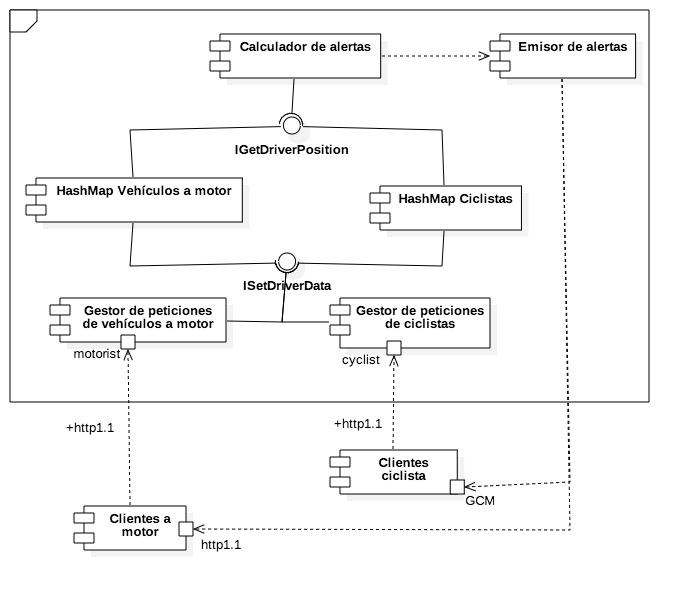 Calculador de alertas
Emisor de alertas
IGetDriverPosition
HashMap Vehículos a motor
HashMap Ciclistas
ISetDriverData
Gestor de peticiones
de vehículos a motor
Gestor de peticiones
de ciclistas
motorist
cyclist
+http1.1
+http1.1
Clientes
ciclista
GCM
Clientes a
motor
http1.1